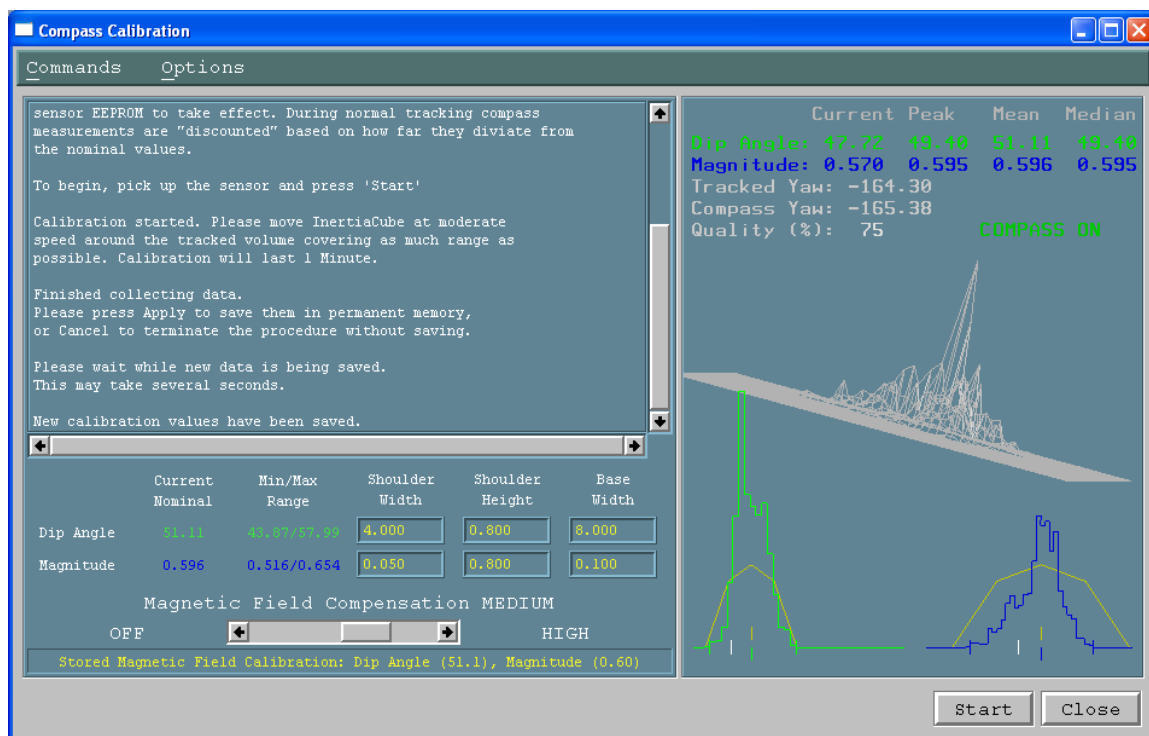 Compass Calibration
Commands Options
sensor EEPROM to take effect. During normal tracking compass
measurements are "discounted" based on how far they diviate from
the nominal values.
To begin, pick up the sensor and press 'Start'
Calibration started. Please move InertiaCube at moderate
speed around the tracked volume covering as much range as
possible. Calibration will last 1 Minute.
Finished collecting data.
Please press Apply to save them in permanent memory,
or Cancel to terminate the procedure without saving.
Please wait while new data is being saved.
This may take several seconds.
New calibration values have been saved.
Current Min/Max Shoulder Shoulder Base
Nominal Range Width Height Width
Dip Angle 51.11 43.87/57.99 4.000 0.800 8.000
Magnitude 0.596 0.516/0.654 0.050 0.800 0.100
Magnetic Field Compensation MEDIUM
OFF HIGH
Stored Magnetic Field Calibration: Dip Angle (51.1), Magnitude (0.60)
Current Peak Mean Median
Dip Angle: 47.72 49.40 51.11 49.40
Magnitude: 0.570 0.595 0.596 0.595
Tracked Yaw: -164.30
Compass Yaw: -165.38
Quality (%): 75 COMPASS ON
Start Close